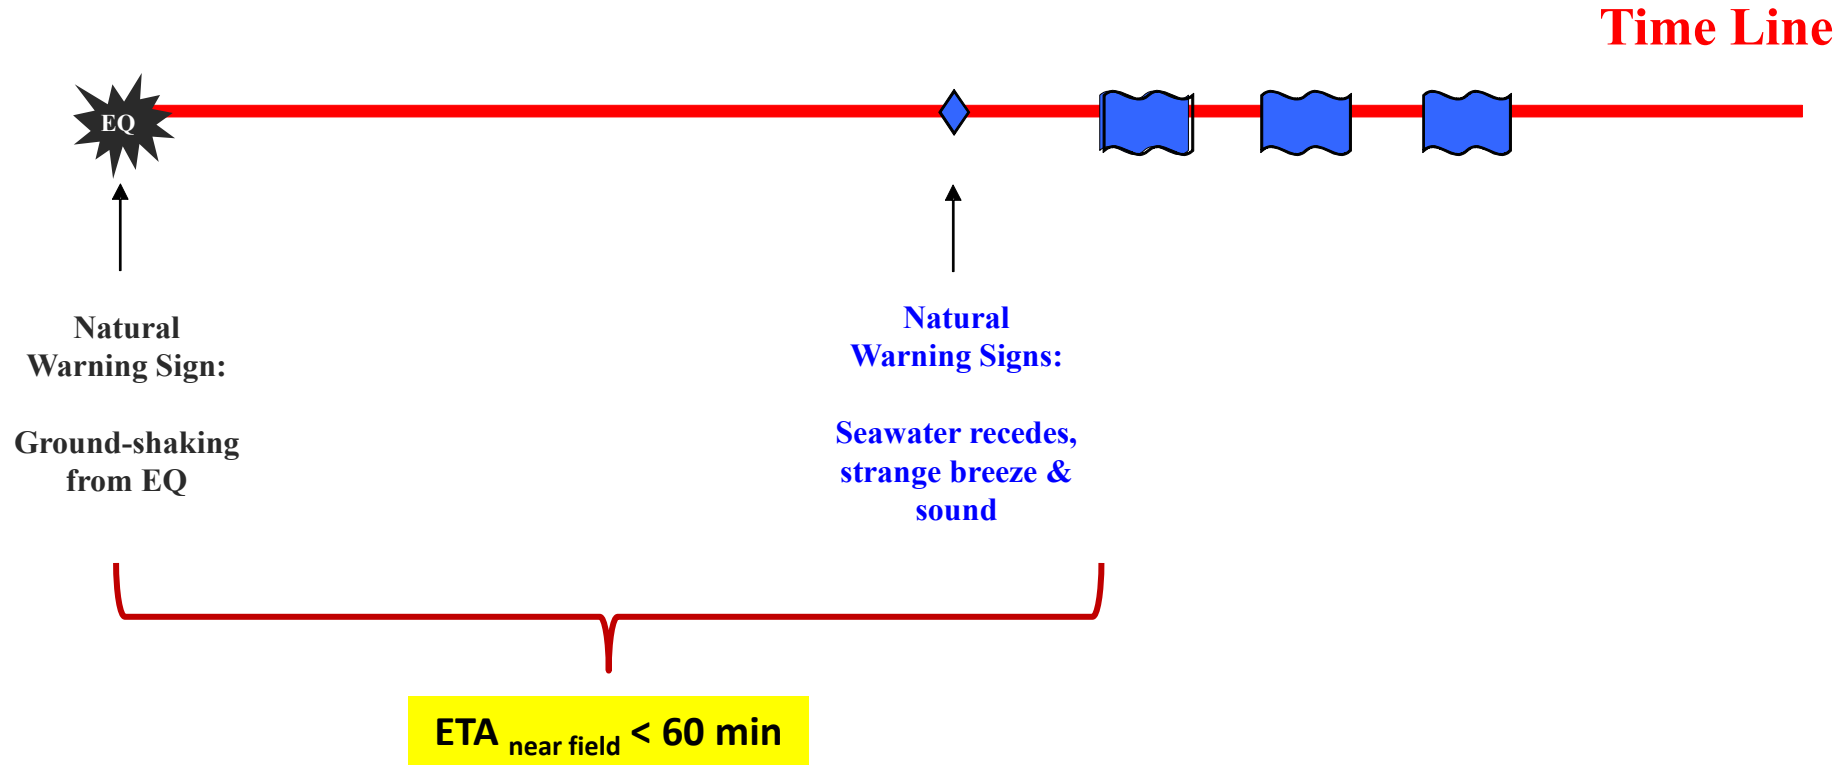 Time Line
EQ
Natural
Warning Sign:
Ground-shaking
from EQ
Natural
Warning Signs:
Seawater recedes,
strange breeze &
sound
ETA near field < 60 min